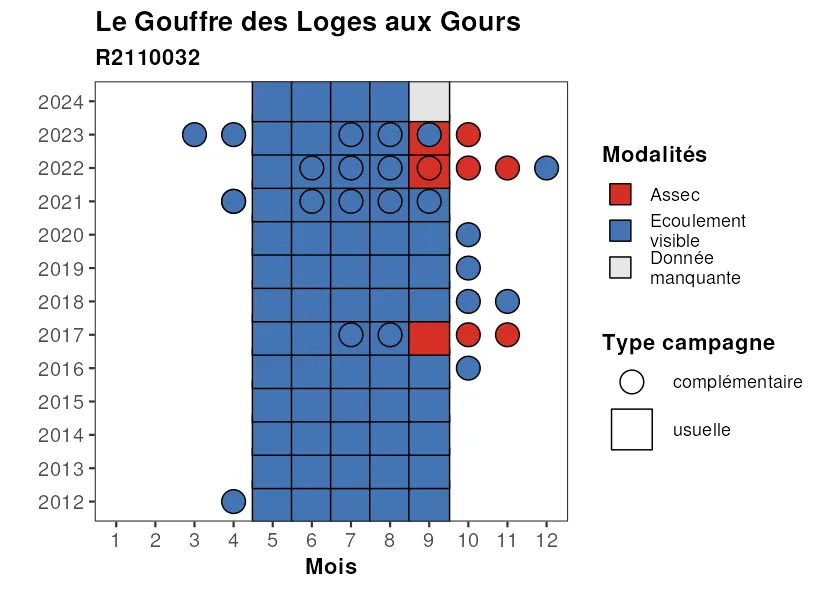 Le Gouffre des Loges aux Gours
R2110032
2024
2023
2022
2021
2020
2019
2018
2017
2016
2015
2014
2013
2012
1 2 3 4 5 6 7 8 9 10 11 12
Mois
Modalités
Assec
Ecoulement
visible
Donnée
manquante
Type campagne
complémentaire
usuelle